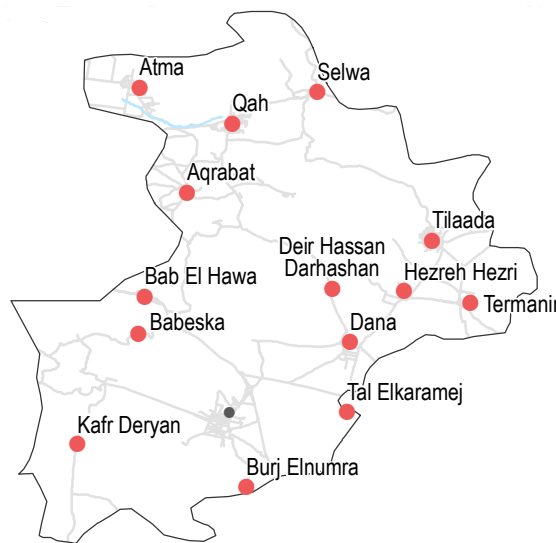 Atma
Selwa
Qah
Aqrabat
Tilaada
Deir Hassan
Darhashan
Hezreh Hezri
Bab El Hawa
Termanin
Babeska
Dana
Tal Elkaramej
Kafr Deryan
Burj Elnumra